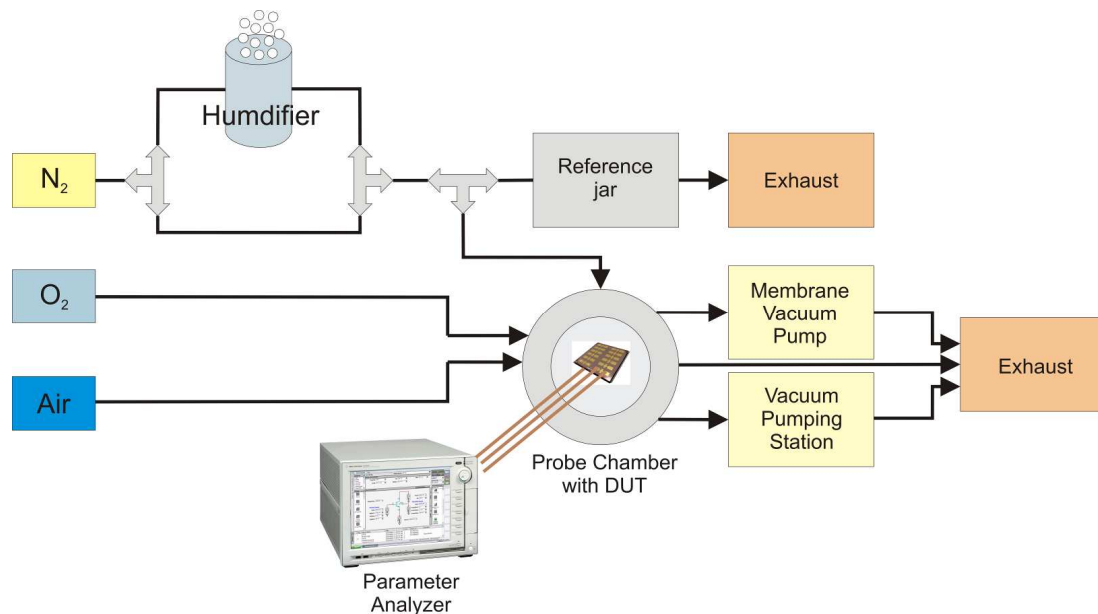 Humdifier
N₂
Reference
jar
Exhaust
O₂
Membrane
Vacuum
Pump
Exhaust
Air
Vacuum
Pumping
Station
Probe Chamber
with DUT
Parameter
Analyzer